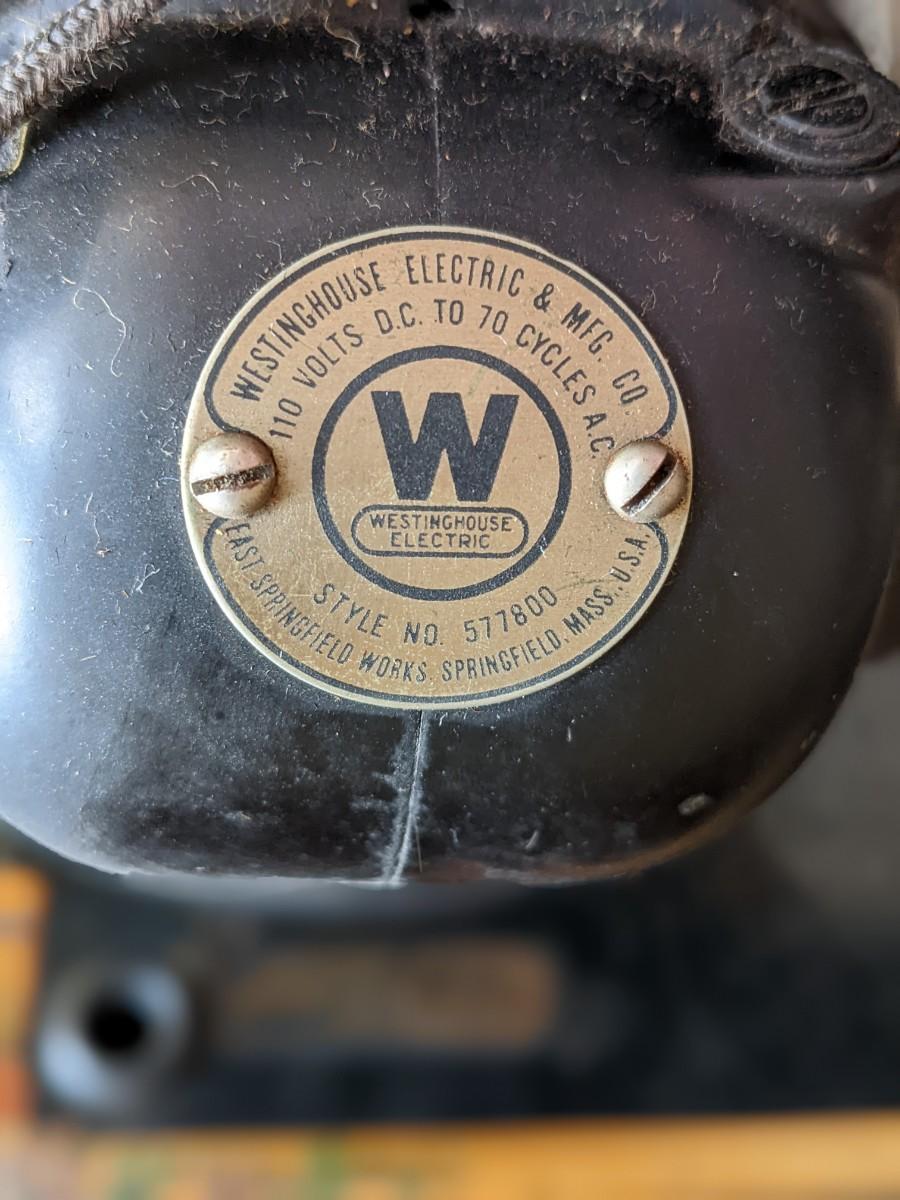 WESTINGHOUSE ELECTRIC & MFG. CO.
110 VOLTS D.C. TO 70 CYCLES A.C.
W
WESTINGHOUSE
ELECTRIC
STYLE NO. 577800
EAST SPRINGFIELD WORKS, SPRINGFIELD, MASS., U.S.A.